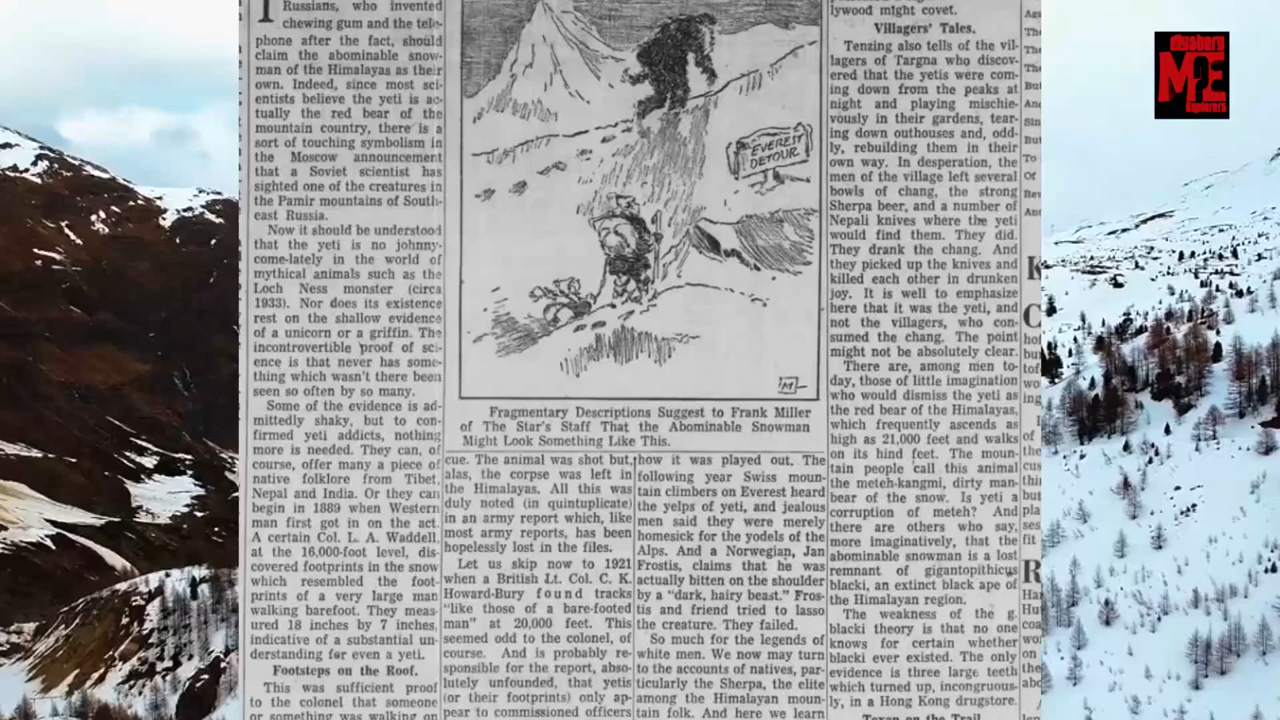 I
Russians, who invented
chewing gum and the tele-
phone after the fact, should
claim the abominable snow-
man of the Himalayas as their
own. Indeed, since most sci-
entists believe the yeti is ac-
tually the red bear of the
mountain country, there is a
sort of touching symbolism in
the Moscow announcement
that a Soviet scientist has
sighted one of the creatures in
the Pamir mountains of South-
east Russia.
Now it should be understood
that the yeti is no johnny-
come-lately in the world of
mythical animals such as the
Loch Ness monster (circa
1933). Nor does its existence
rest on the shallow evidence
of a unicorn or a griffin. The
incontrovertible proof of sci-
ence is that never has some-
thing which wasn't there been
seen so often by so many.
Some of the evidence is ad-
mittedly shaky, but to con-
firmed yeti addicts, nothing
more is needed. They can, of
course, offer many a piece of
native folklore from Tibet,
Nepal and India. Or they can
begin in 1889 when Western
man first got in on the act.
A certain Col. L. A. Waddell,
at the 16,000-foot level, dis-
covered footprints in the snow
which resembled the foot-
prints of a very large man
walking barefoot. They meas-
ured 18 inches by 7 inches,
indicative of a substantial un-
derstanding for even a yeti.
Footsteps on the Roof.
This was sufficient proof
to the colonel that someone
or something was walking on
EVEREST
DETOUR
M
Fragmentary Descriptions Suggest to Frank Miller
of The Star's Staff That the Abominable Snowman
Might Look Something Like This.
cue. The animal was shot but,
alas, the corpse was left in
the Himalayas. All this was
duly noted (in quintuplicate)
in an army report which, like
most army reports, has been
hopelessly lost in the files.
Let us skip now to 1921
when a British Lt. Col. C. K.
Howard-Bury found tracks
"like those of a bare-footed
man" at 20,000 feet. This
seemed odd to the colonel, of
course. And is probably re-
sponsible for the report, abso-
lutely unfounded, that yetis
(or their footprints) only ap-
pear to commissioned officers
how it was played out. The
following year Swiss moun-
tain climbers on Everest heard
the yelps of yeti, and jealous
men said they were merely
homesick for the yodels of the
Alps. And a Norwegian, Jan
Frostis, claims that he was
actually bitten on the shoulder
by a "dark, hairy beast." Fros-
tis and friend tried to lasso
the creature. They failed.
So much for the legends of
white men. We now may turn
to the accounts of natives, par-
ticularly the Sherpa, the elite
among the Himalayan moun-
tain folk. And here we learn
lywood might covet.
Villagers' Tales.
Tenzing also tells of the vil-
lagers of Targna who discov-
ered that the yetis were com-
ing down from the peaks at
night and playing mischie-
vously in their gardens, tear-
ing down outhouses and, odd-
ly, rebuilding them in their
own way. In desperation, the
men of the village left several
bowls of chang, the strong
Sherpa beer, and a number of
Nepali knives where the yeti
would find them. They did.
They drank the chang. And
they picked up the knives and
killed each other in drunken
joy. It is well to emphasize
here that it was the yeti, and
not the villagers, who con-
sumed the chang. The point
might not be absolutely clear.
There are, among men to-
day, those of little imagination
who would dismiss the yeti as
the red bear of the Himalayas,
which frequently ascends as
high as 21,000 feet and walks
on its hind feet. The moun-
tain people call this animal
the meteh-kangmi, dirty man-
bear of the snow. Is yeti a
corruption of meteh? And
there are others who say,
more imaginatively, that the
abominable snowman is a lost
remnant of gigantopithicus
blacki, an extinct black ape of
the Himalayan region.
The weakness of the g.
blacki theory is that no one
knows for certain whether
blacki ever existed. The only
evidence is three large teeth
which turned up, incongruous-
ly, in a Hong Kong drugstore.
Texan on the Trail
Mystery
M?E
Explorers